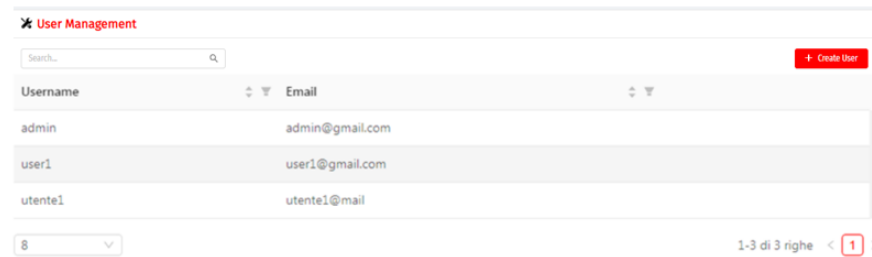 User Management
Search...
+ Create User
Username Email
admin admin@gmail.com
user1 user1@gmail.com
utente1 utente1@mail
8 1-3 di 3 righe < 1